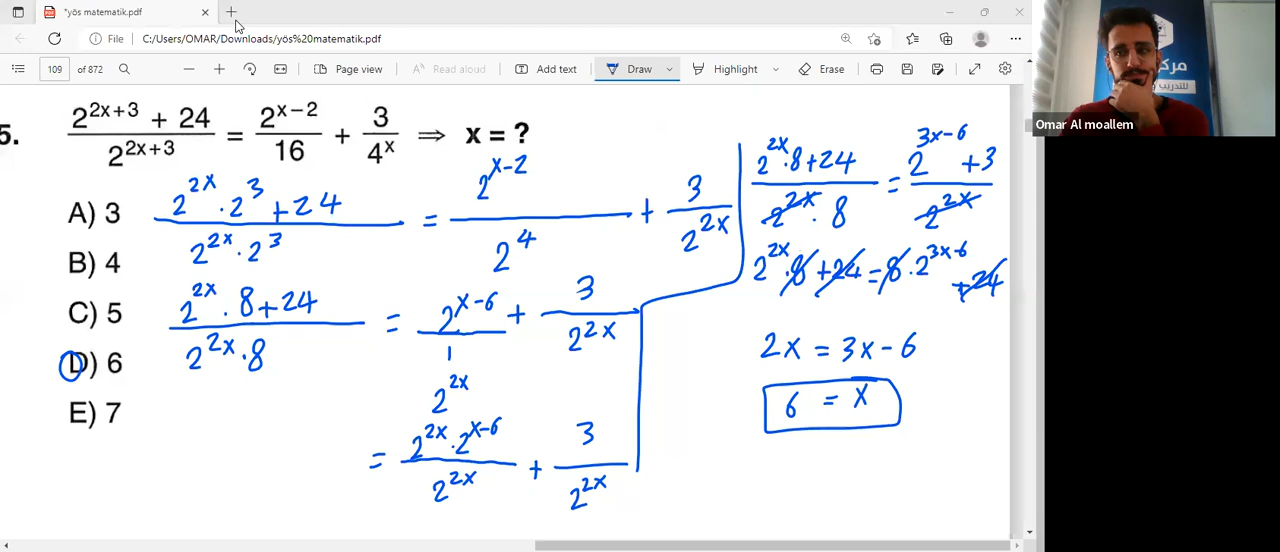 *yös matematik.pdf
File C:/Users/OMAR/Downloads/yös%20matematik.pdf
109 of 872 Page view Read aloud Add text Draw Highlight Erase
Omar Al moallem
مركز
للتدريب
5. (2^(2x+3) + 24)/(2^(2x+3)) = (2^(x−2))/16 + 3/(4^x) ⇒ x = ?
A) 3
B) 4
C) 5
D) 6
E) 7
(2^(2x) · 2^3 + 24)/(2^(2x) · 2^3) = (2^(x−2))/(2^4) + 3/(2^(2x))
(2^(2x) · 8 + 24)/(2^(2x) · 8) = (2^(x−6))/1 + 3/(2^(2x))
2^(2x)
= (2^(2x) · 2^(x−6))/(2^(2x)) + 3/(2^(2x))
(2^(2x) · 8 + 24)/(2^(2x) · 8) = (2^(3x−6) + 3)/(2^(2x))
2^(2x) · 8 + 24 = 8 · 2^(3x−6) + 24
2x = 3x − 6
6 = x